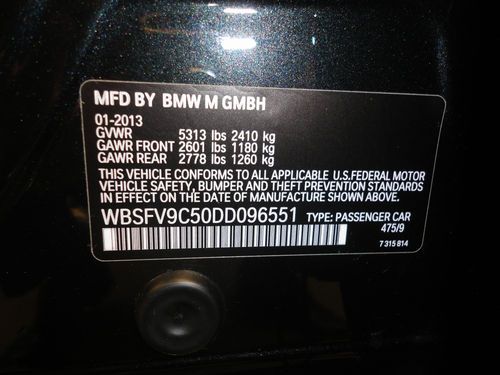 MFD BY BMW M GMBH
01-2013
GVWR 5313 lbs 2410 kg
GAWR FRONT 2601 lbs 1180 kg
GAWR REAR 2778 lbs 1260 kg
THIS VEHICLE CONFORMS TO ALL APPLICABLE U.S.FEDERAL MOTOR
VEHICLE SAFETY, BUMPER AND THEFT PREVENTION STANDARDS
IN EFFECT ON THE DATE OF MANUFACTURE SHOWN ABOVE.
WBSFV9C50DD096551 TYPE: PASSENGER CAR
475/9
7 315 814